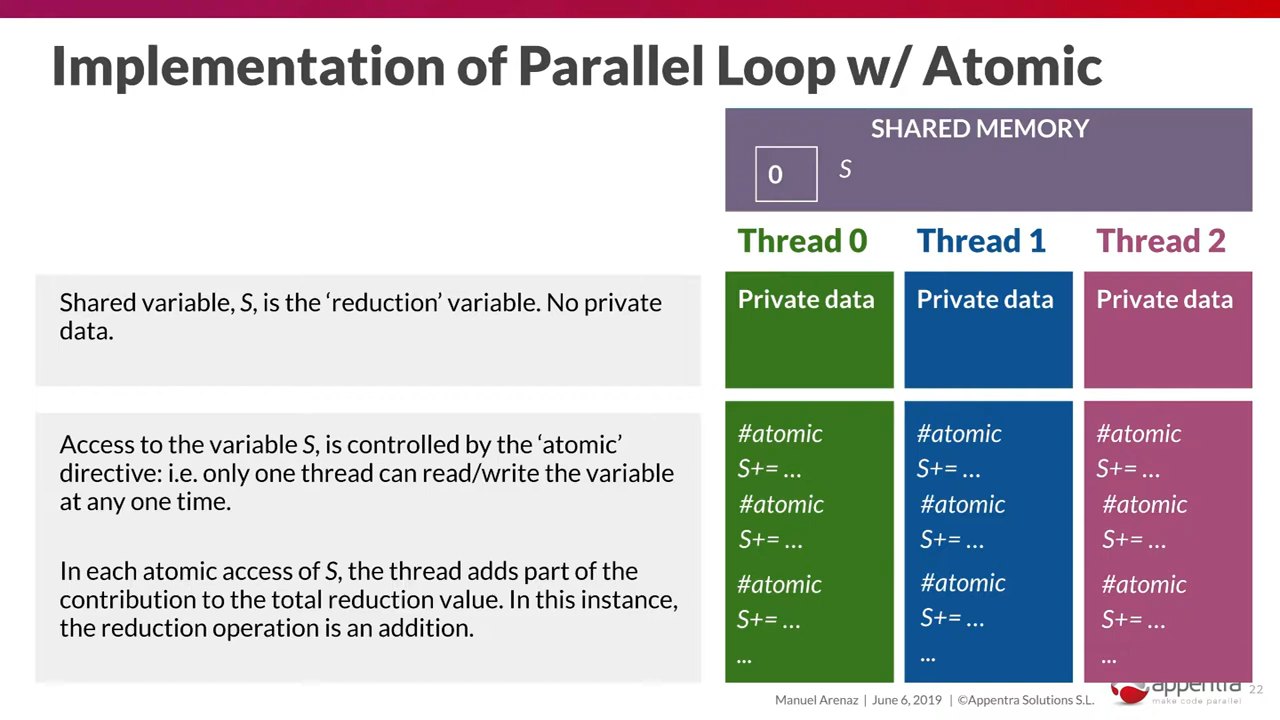 Implementation of Parallel Loop w/ Atomic
SHARED MEMORY
0
S
Thread 0
Thread 1
Thread 2
Shared variable, S, is the ‘reduction’ variable. No private
data.
Private data
Private data
Private data
Access to the variable S, is controlled by the ‘atomic’
directive: i.e. only one thread can read/write the variable
at any one time.
In each atomic access of S, the thread adds part of the
contribution to the total reduction value. In this instance,
the reduction operation is an addition.
#atomic
S+= ...
#atomic
S+= ...
#atomic
S+= ...
...
#atomic
S+= ...
#atomic
S+= ...
#atomic
S+= ...
...
#atomic
S+= ...
#atomic
S+= ...
#atomic
S+= ...
...
Manuel Arenaz | June 6, 2019 | ©Appentra Solutions S.L.
appentra
make code parallel
22